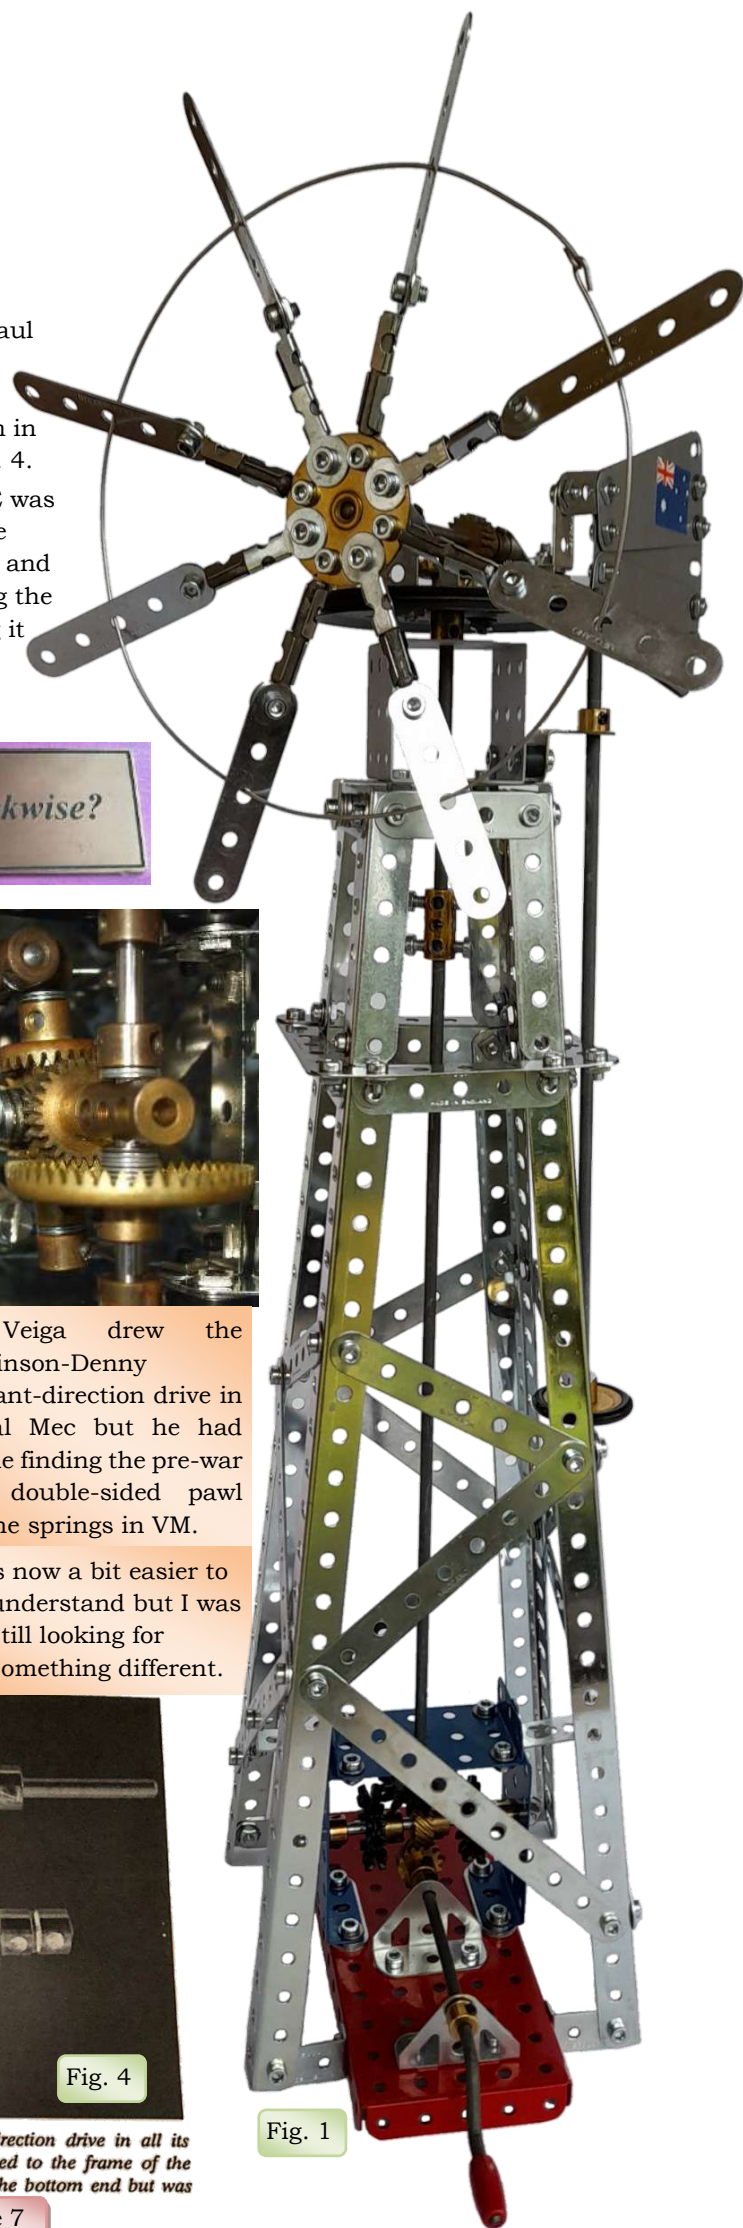 aul
n in
. 4.
was
e
and
g the
it
kwise?
MADE IN ENGLAND
Veiga drew the
inson-Denny
ant-direction drive in
al Mec but he had
e finding the pre-war
double-sided pawl
he springs in VM.
s now a bit easier to
understand but I was
till looking for
omething different.
Fig. 4
Fig. 1
rection drive in all its
ed to the frame of the
he bottom end but was
e 7